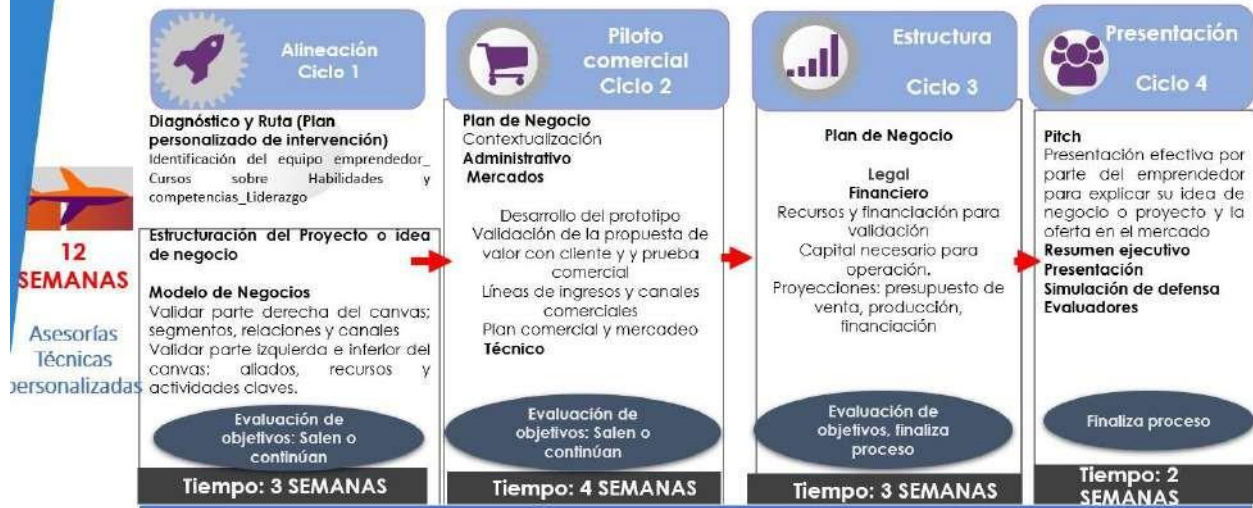 12
SEMANAS
Asesorías
Técnicas
personalizadas
Alineación
Ciclo 1
Diagnóstico y Ruta (Plan
personalizado de intervención)
Identificación del equipo emprendedor_
Cursos sobre Habilidades y
competencias_Liderazgo
Estructuración del Proyecto o idea
de negocio
Modelo de Negocios
Validar parte derecha del canvas:
segmentos, relaciones y canales
Validar parte izquierda e inferior del
canvas: aliados, recursos y
actividades claves.
Evaluación de
objetivos: Salen o
continúan
Tiempo: 3 SEMANAS
Piloto
comercial
Ciclo 2
Plan de Negocio
Contextualización
Administrativo
Mercados
Desarrollo del prototipo
Validación de la propuesta de
valor con cliente y y prueba
comercial
Líneas de ingresos y canales
comerciales
Plan comercial y mercadeo
Técnico
Evaluación de
objetivos: Salen o
continúan
Tiempo: 4 SEMANAS
Estructura
Ciclo 3
Plan de Negocio
Legal
Financiero
Recursos y financiación para
validación
Capital necesario para
operación.
Proyecciones: presupuesto de
venta, producción,
financiación
Evaluación de
objetivos, finaliza
proceso
Tiempo: 3 SEMANAS
Presentación
Ciclo 4
Pitch
Presentación efectiva por
parte del emprendedor
para explicar su idea de
negocio o proyecto y la
oferta en el mercado
Resumen ejecutivo
Presentación
Simulación de defensa
Evaluadores
Finaliza proceso
Tiempo: 2
SEMANAS